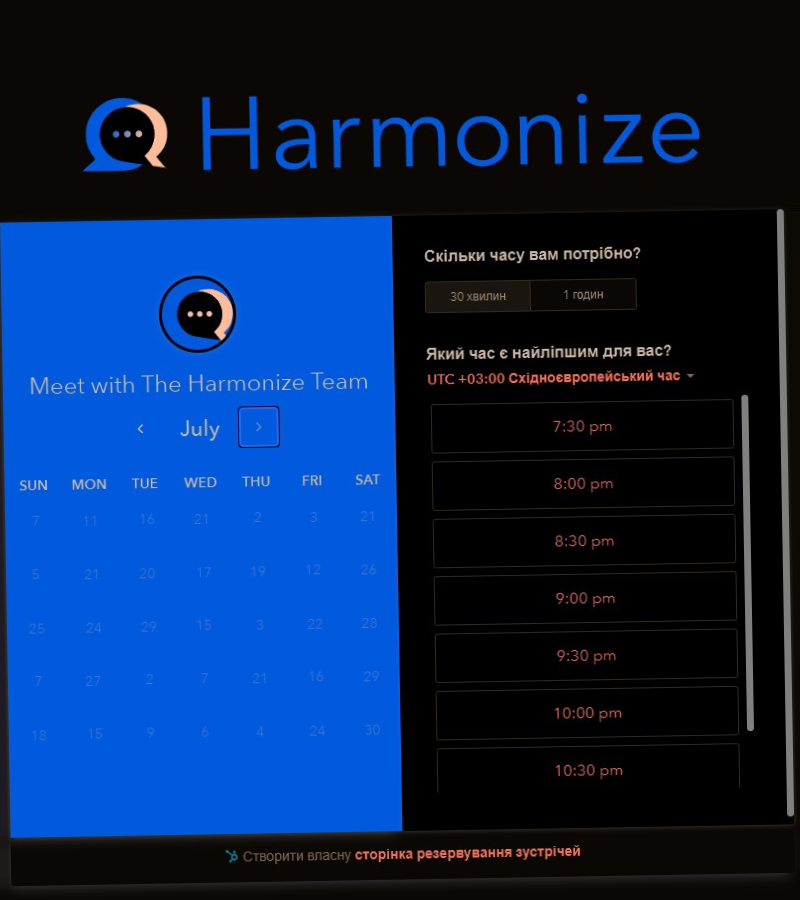 Harmonize
Meet with The Harmonize Team
July
SUN MON TUE WED THU FRI SAT
7 11 16 21 2 3 21
5 21 20 17 19 12 26
25 24 29 15 3 22 28
7 27 2 7 21 16 29
18 15 9 6 4 24 30
Скільки часу вам потрібно?
30 хвилин 1 годин
Який час є найліпшим для вас?
UTC +03:00 Східноєвропейський час
7:30 pm
8:00 pm
8:30 pm
9:00 pm
9:30 pm
10:00 pm
10:30 pm
Створити власну сторінка резервування зустрічей